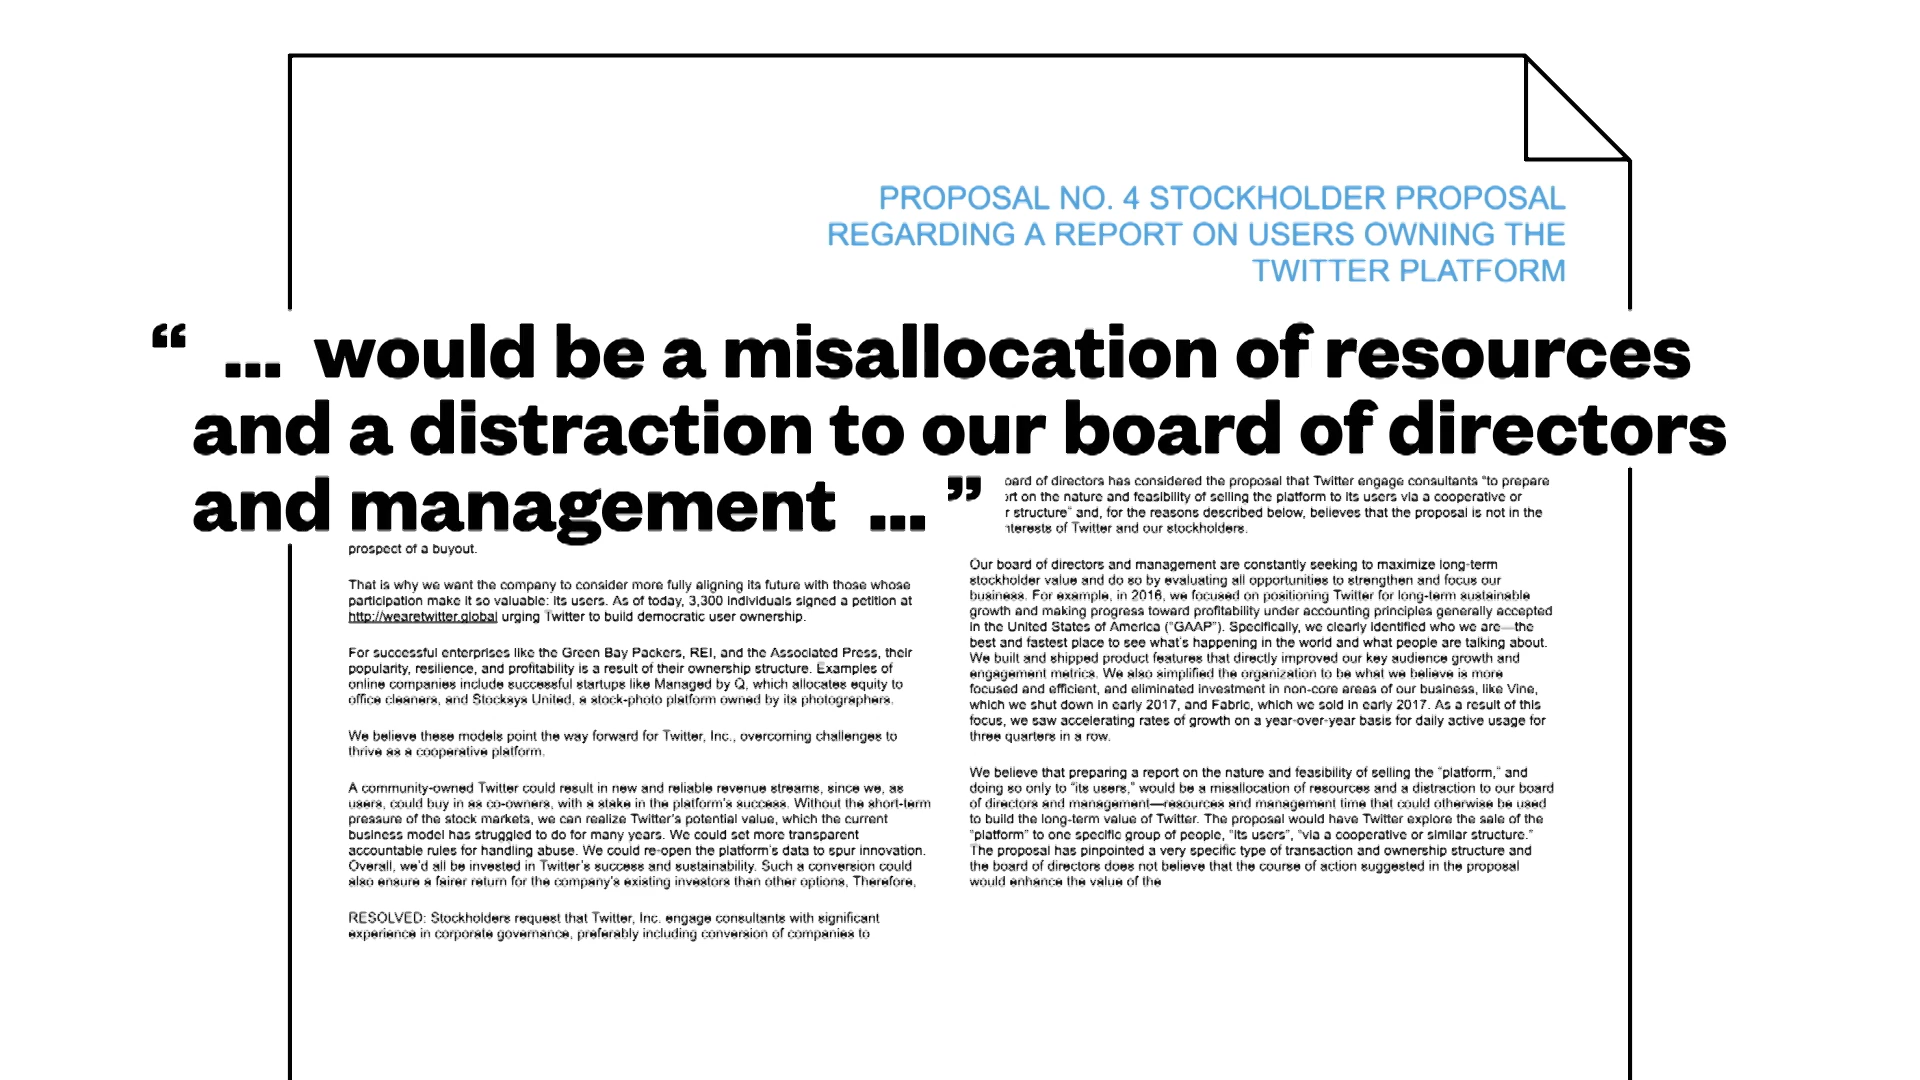 PROPOSAL NO. 4 STOCKHOLDER PROPOSAL
REGARDING A REPORT ON USERS OWNING THE
TWITTER PLATFORM
“ ... would be a misallocation of resources
and a distraction to our board of directors
and management ... ”
prospect of a buyout.
That is why we want the company to consider more fully aligning its future with those whose
participation make it so valuable: its users. As of today, 3,300 individuals signed a petition at
http://wearetwitter.global urging Twitter to build democratic user ownership.
For successful enterprises like the Green Bay Packers, REI, and the Associated Press, their
popularity, resilience, and profitability is a result of their ownership structure. Examples of
online companies include successful startups like Managed by Q, which allocates equity to
office cleaners, and Stocksys United, a stock-photo platform owned by its photographers.
We believe these models point the way forward for Twitter, Inc., overcoming challenges to
thrive as a cooperative platform.
A community-owned Twitter could result in new and reliable revenue streams, since we, as
users, could buy in as co-owners, with a stake in the platform's success. Without the short-term
pressure of the stock markets, we can realize Twitter's potential value, which the current
business model has struggled to do for many years. We could set more transparent
accountable rules for handling abuse. We could re-open the platform's data to spur innovation.
Overall, we'd all be invested in Twitter's success and sustainability. Such a conversion could
also ensure a fairer return for the company's existing investors than other options. Therefore,
RESOLVED: Stockholders request that Twitter, Inc. engage consultants with significant
experience in corporate governance, preferably including conversion of companies to
oard of directors has considered the proposal that Twitter engage consultants “to prepare
rt on the nature and feasibility of selling the platform to its users via a cooperative or
r structure” and, for the reasons described below, believes that the proposal is not in the
nterests of Twitter and our stockholders.
Our board of directors and management are constantly seeking to maximize long-term
stockholder value and do so by evaluating all opportunities to strengthen and focus our
business. For example, in 2016, we focused on positioning Twitter for long-term sustainable
growth and making progress toward profitability under accounting principles generally accepted
in the United States of America (“GAAP”). Specifically, we clearly identified who we are—the
best and fastest place to see what's happening in the world and what people are talking about.
We built and shipped product features that directly improved our key audience growth and
engagement metrics. We also simplified the organization to be what we believe is more
focused and efficient, and eliminated investment in non-core areas of our business, like Vine,
which we shut down in early 2017, and Fabric, which we sold in early 2017. As a result of this
focus, we saw accelerating rates of growth on a year-over-year basis for daily active usage for
three quarters in a row.
We believe that preparing a report on the nature and feasibility of selling the “platform,” and
doing so only to “its users,” would be a misallocation of resources and a distraction to our board
of directors and management—resources and management time that could otherwise be used
to build the long-term value of Twitter. The proposal would have Twitter explore the sale of the
“platform” to one specific group of people, “its users”, “via a cooperative or similar structure.”
The proposal has pinpointed a very specific type of transaction and ownership structure and
the board of directors does not believe that the course of action suggested in the proposal
would enhance the value of the